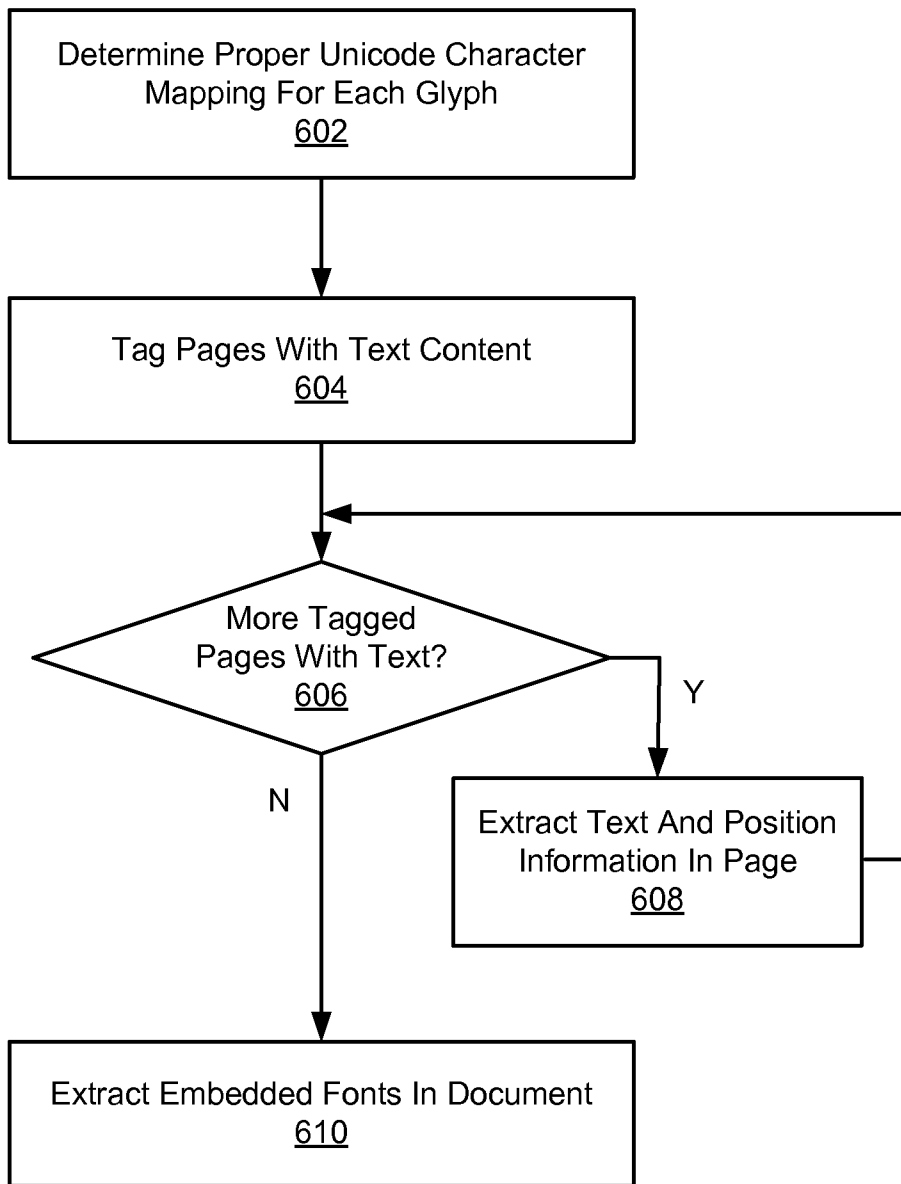 Determine Proper Unicode Character
Mapping For Each Glyph
602
Tag Pages With Text Content
604
More Tagged
Pages With Text?
606
Y
N
Extract Text And Position
Information In Page
608
Extract Embedded Fonts In Document
610